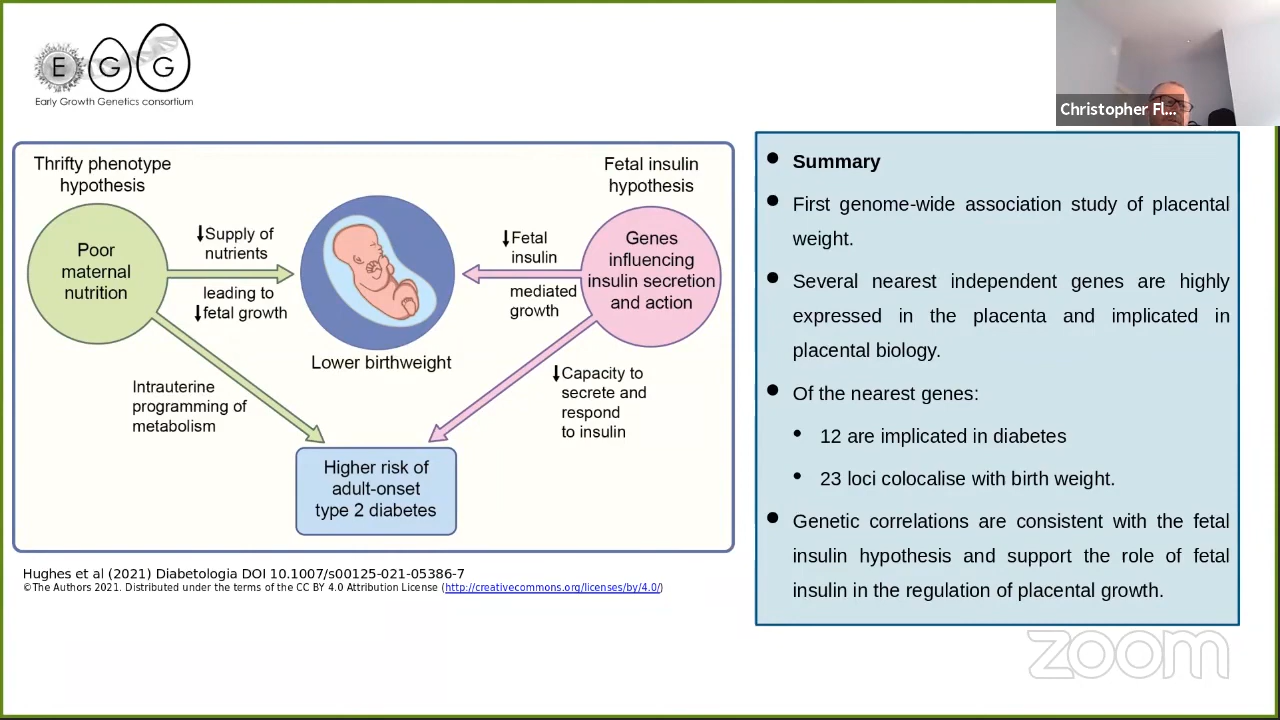 E G G
Early Growth Genetics consortium
Christopher Fl...
Thrifty phenotype
hypothesis
Poor
maternal
nutrition
↓Supply of
nutrients
leading to
↓fetal growth
Lower birthweight
Fetal insulin
hypothesis
Genes
influencing
insulin secretion
and action
↓Fetal
insulin
mediated
growth
Intrauterine
programming of
metabolism
↓Capacity to
secrete and
respond
to insulin
Higher risk of
adult-onset
type 2 diabetes
Hughes et al (2021) Diabetologia DOI 10.1007/s00125-021-05386-7
©The Authors 2021. Distributed under the terms of the CC BY 4.0 Attribution License (http://creativecommons.org/licenses/by/4.0/)
• Summary
• First genome-wide association study of placental
weight.
• Several nearest independent genes are highly
expressed in the placenta and implicated in
placental biology.
• Of the nearest genes:
• 12 are implicated in diabetes
• 23 loci colocalise with birth weight.
• Genetic correlations are consistent with the fetal
insulin hypothesis and support the role of fetal
insulin in the regulation of placental growth.
zoom